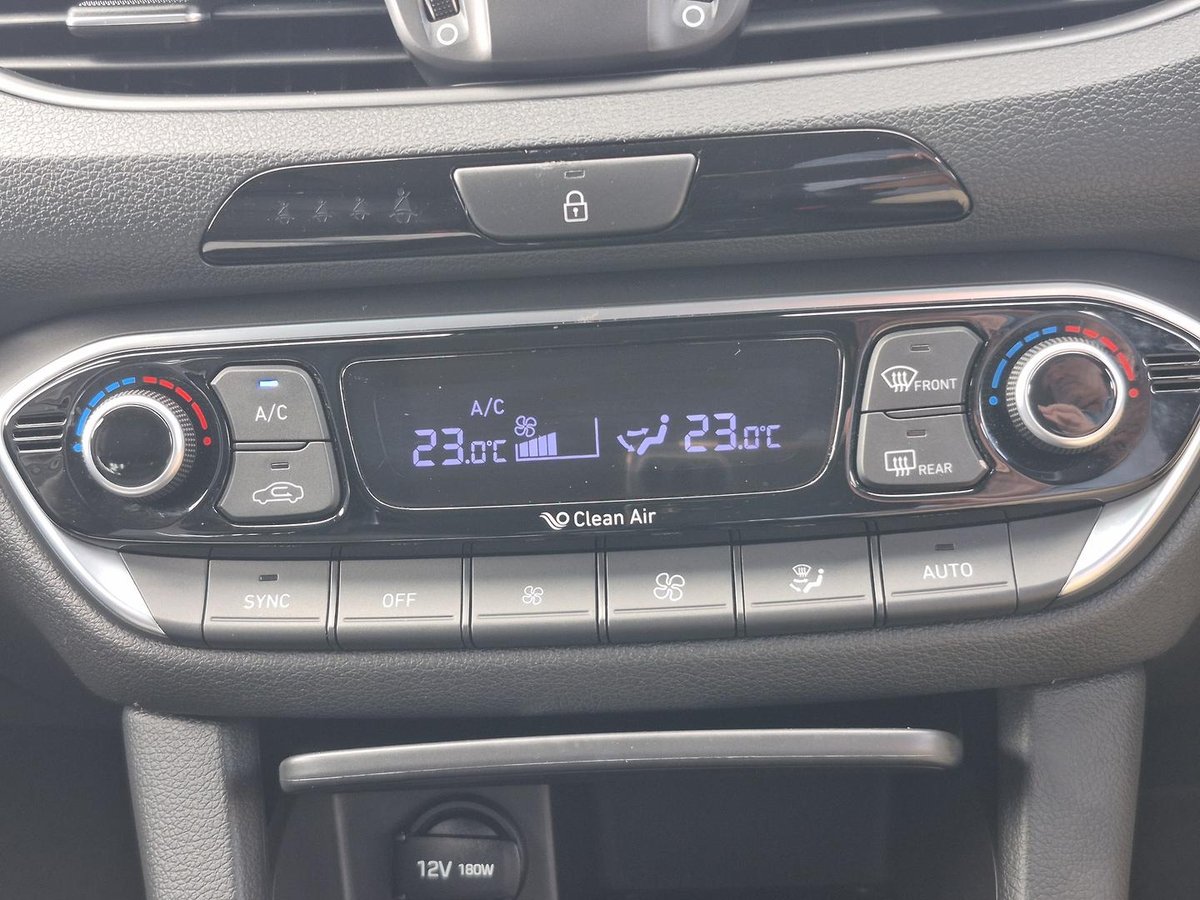 A/C
FRONT
A/C
23.0°C
23.0°C
REAR
Clean Air
SYNC
OFF
AUTO
12V 180W